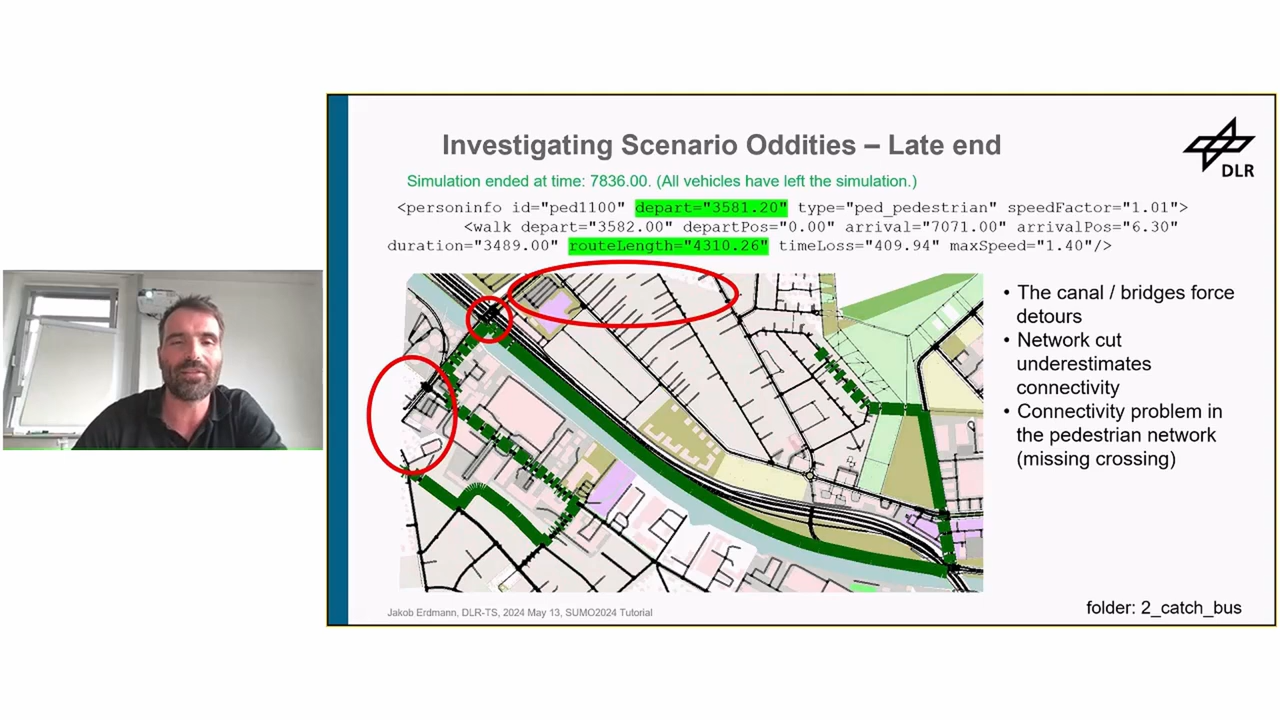 Investigating Scenario Oddities – Late end
DLR
Simulation ended at time: 7836.00. (All vehicles have left the simulation.)
<personinfo id="ped1100" depart="3581.20" type="ped_pedestrian" speedFactor="1.01">
<walk depart="3582.00" departPos="0.00" arrival="7071.00" arrivalPos="6.30"
duration="3489.00" routeLength="4310.26" timeLoss="409.94" maxSpeed="1.40"/>
• The canal / bridges force
detours
• Network cut
underestimates
connectivity
• Connectivity problem in
the pedestrian network
(missing crossing)
Jakob Erdmann, DLR-TS, 2024 May 13, SUMO2024 Tutorial
folder: 2_catch_bus